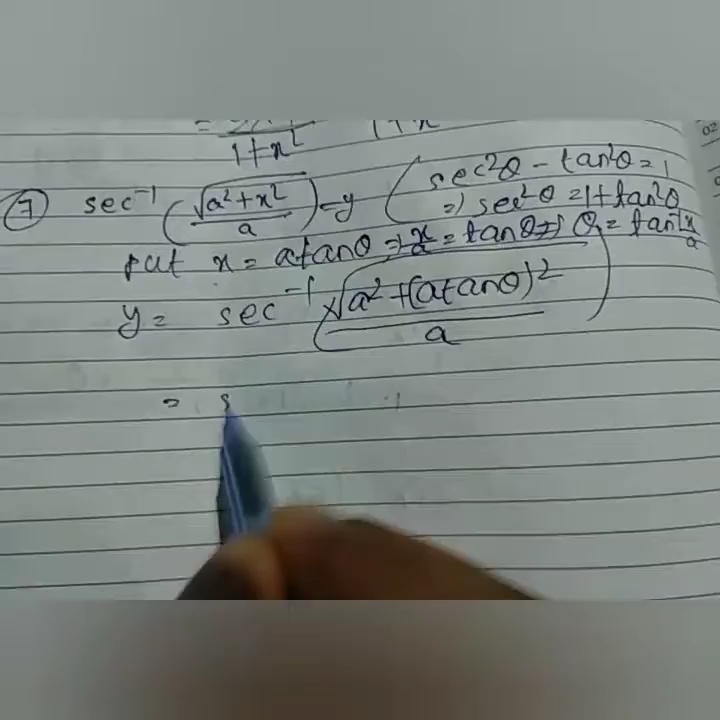 1+x²
⑦ sec⁻¹(√(a²+x²)/a) = y (sec²θ - tan²θ = 1
=) sec²θ = 1+tan²θ
put x = a tanθ =) x/a = tanθ =) θ = tan⁻¹ x/a
y = sec⁻¹(√(a²+(a tanθ)²)/a)
= s
02